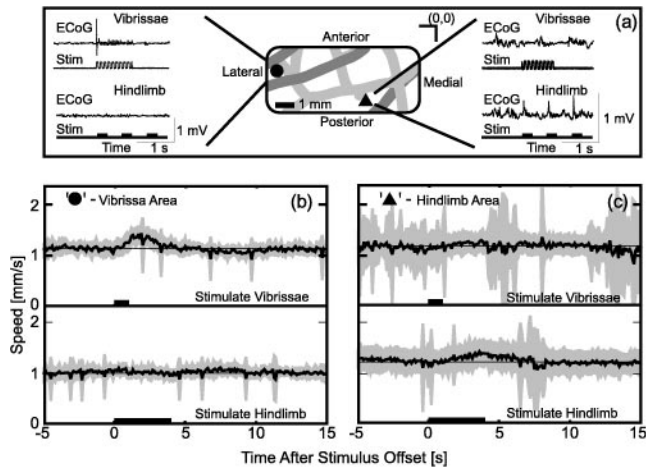 Vibrissae
ECoG
Stim
Hindlimb
ECoG
Stim
Time
1 s
1 mV
(0,0)
Anterior
Lateral
Medial
1 mm
Posterior
(a)
Vibrissae
ECoG
Stim
Hindlimb
ECoG
Stim
Time
1 s
1 mV
Speed [mm/s]
2
1
0
'●' - Vibrissa Area
(b)
Stimulate Vibrissae
2
1
0
Stimulate Hindlimb
-5 0 5 10 15
'▲' - Hindlimb Area
(c)
Stimulate Vibrissae
Stimulate Hindlimb
-5 0 5 10 15
Time After Stimulus Offset [s]